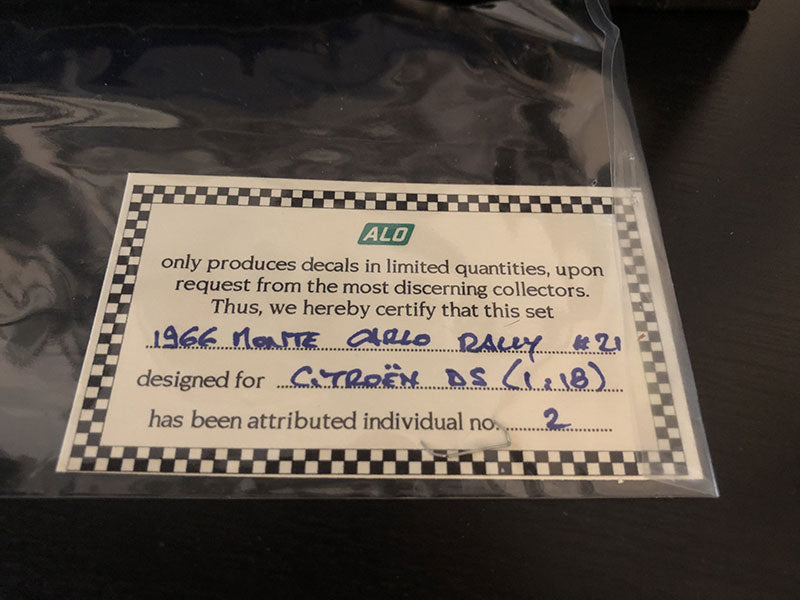 ALO
only produces decals in limited quantities, upon
request from the most discerning collectors.
Thus, we hereby certify that this set
1966 MONTE CARLO RALLY #21
designed for CITROËN DS (1:18)
has been attributed individual no. 2